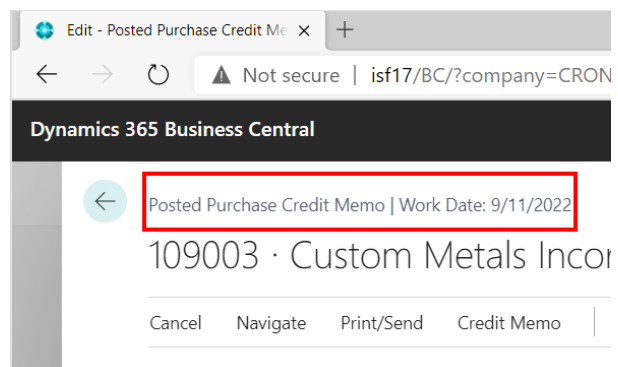 Edit - Posted Purchase Credit Me
Not secure | isf17/BC/?company=CRON
Dynamics 365 Business Central
Posted Purchase Credit Memo | Work Date: 9/11/2022
109003 · Custom Metals Incor
Cancel Navigate Print/Send Credit Memo